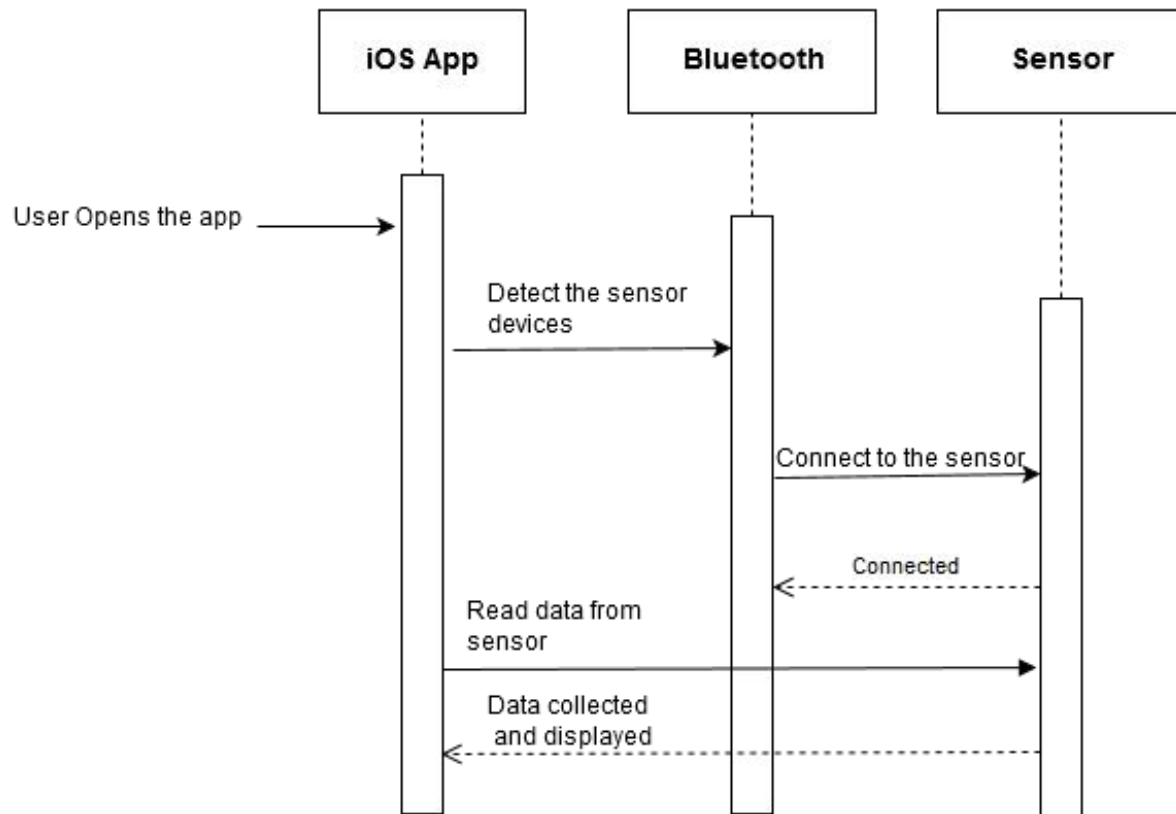 iOS App
Bluetooth
Sensor
User Opens the app
Detect the sensor
devices
Connect to the sensor
Connected
Read data from
sensor
Data collected
and displayed